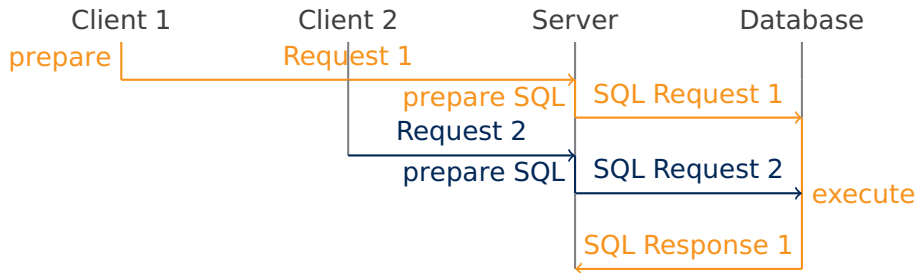 Client 1 Client 2 Server Database
prepare Request 1
prepare SQL SQL Request 1
Request 2
prepare SQL SQL Request 2
execute
SQL Response 1